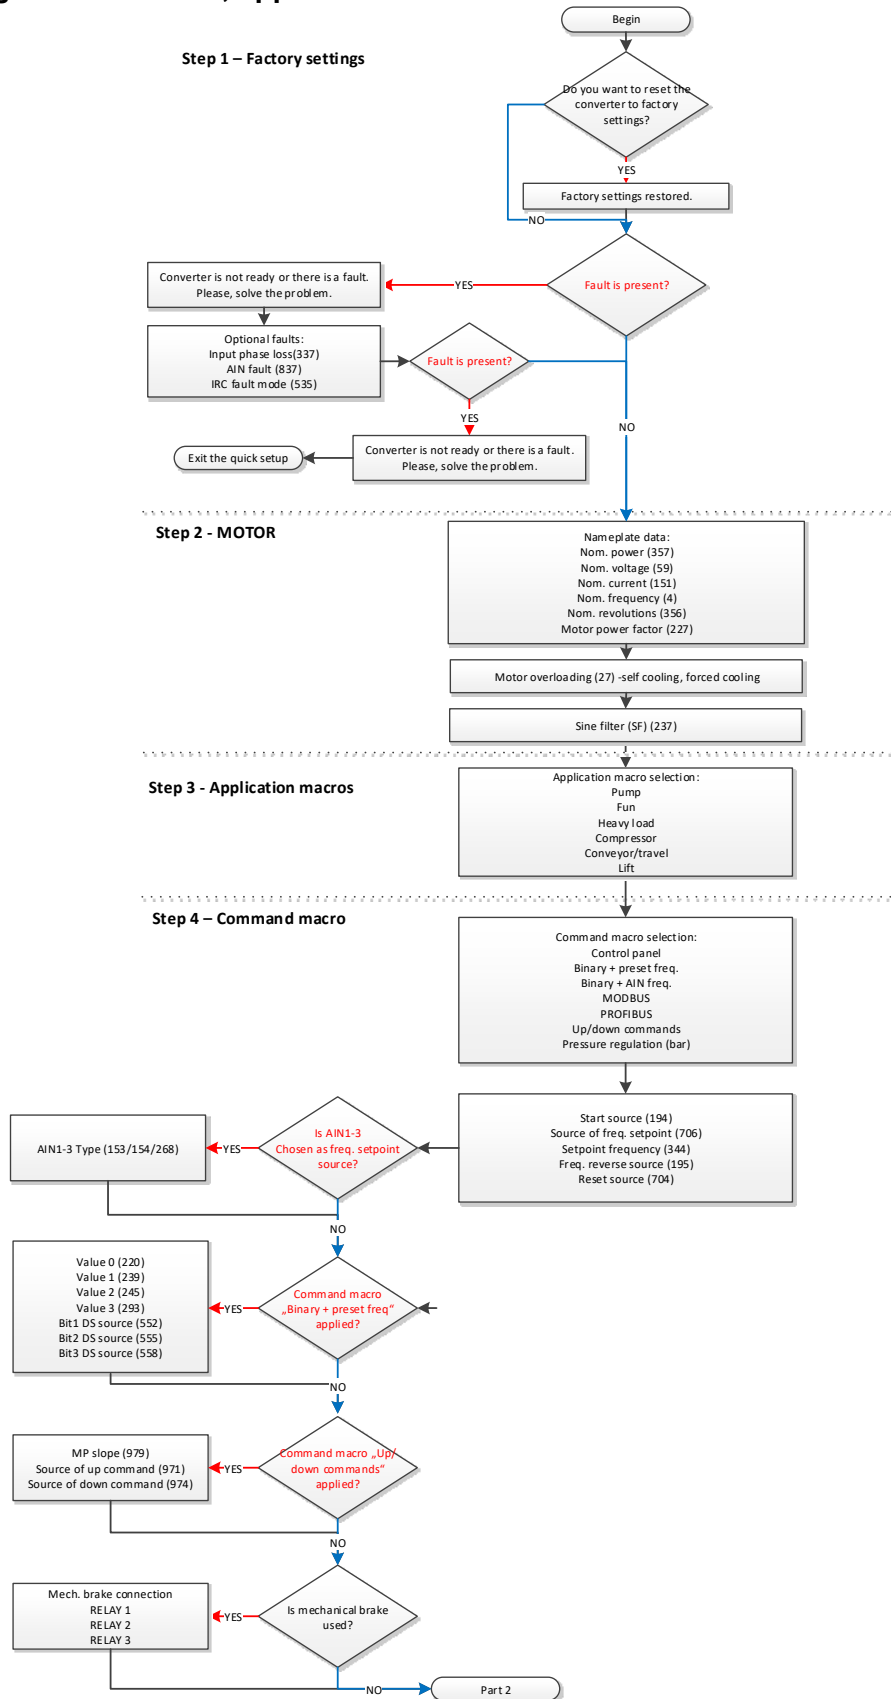 Begin
Step 1 – Factory settings
Do you want to reset the
converter to factory
settings?
YES
Factory settings restored.
NO
Converter is not ready or there is a fault.
Please, solve the problem.
YES
Fault is present?
Optional faults:
Input phase loss(337)
AIN fault (837)
IRC fault mode (535)
Fault is present?
YES
NO
Exit the quick setup
Converter is not ready or there is a fault.
Please, solve the problem.
Step 2 - MOTOR
Nameplate data:
Nom. power (357)
Nom. voltage (59)
Nom. current (151)
Nom. frequency (4)
Nom. revolutions (356)
Motor power factor (227)
Motor overloading (27) -self cooling, forced cooling
Sine filter (SF) (237)
Step 3 - Application macros
Application macro selection:
Pump
Fun
Heavy load
Compressor
Conveyor/travel
Lift
Step 4 – Command macro
Command macro selection:
Control panel
Binary + preset freq.
Binary + AIN freq.
MODBUS
PROFIBUS
Up/down commands
Pressure regulation (bar)
Start source (194)
Source of freq. setpoint (706)
Setpoint frequency (344)
Freq. reverse source (195)
Reset source (704)
Is AIN1-3
Chosen as freq. setpoint
source?
YES
AIN1-3 Type (153/154/268)
NO
Value 0 (220)
Value 1 (239)
Value 2 (245)
Value 3 (293)
Bit1 DS source (552)
Bit2 DS source (555)
Bit3 DS source (558)
YES
Command macro
„Binary + preset freq“
applied?
NO
MP slope (979)
Source of up command (971)
Source of down command (974)
YES
Command macro „Up/
down commands“
applied?
NO
Mech. brake connection
RELAY 1
RELAY 2
RELAY 3
YES
Is mechanical brake
used?
NO
Part 2